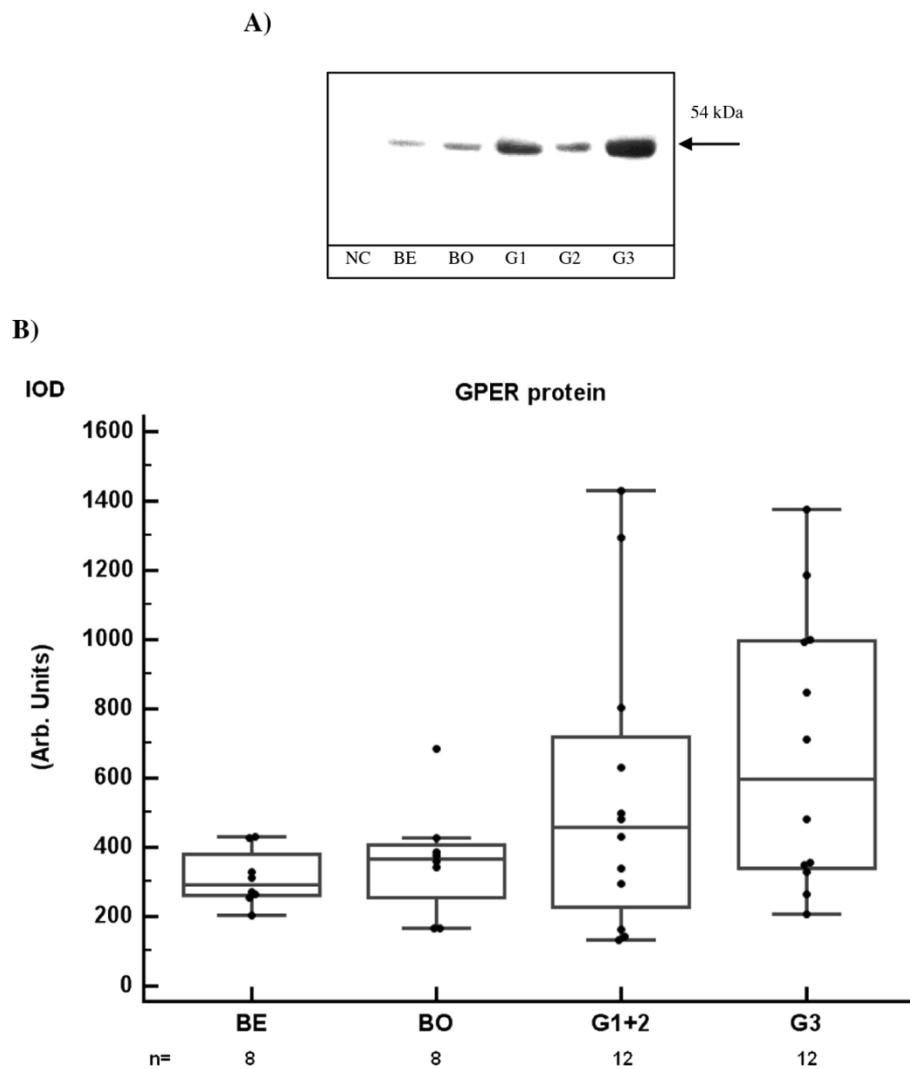 A)
54 kDa
NC BE BO G1 G2 G3
B)
IOD GPER protein
(Arb. Units)
1600
1400
1200
1000
800
600
400
200
0
BE BO G1+2 G3
n= 8 8 12 12